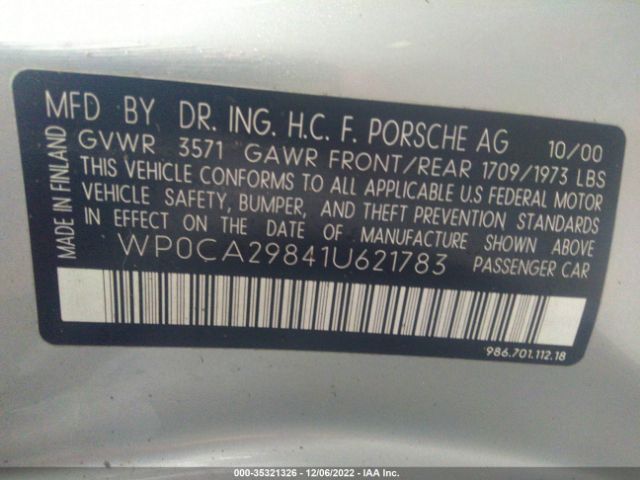 MFD BY DR. ING. H.C. F. PORSCHE AG 10/00
GVWR 3571 GAWR FRONT/REAR 1709/1973 LBS
THIS VEHICLE CONFORMS TO ALL APPLICABLE U.S FEDERAL MOTOR
VEHICLE SAFETY, BUMPER, AND THEFT PREVENTION STANDARDS
IN EFFECT ON THE DATE OF MANUFACTURE SHOWN ABOVE.
WP0CA29841U621783 PASSENGER CAR
MADE IN FINLAND
986.701.112.18
000-35321326 - 12/06/2022 - IAA Inc.